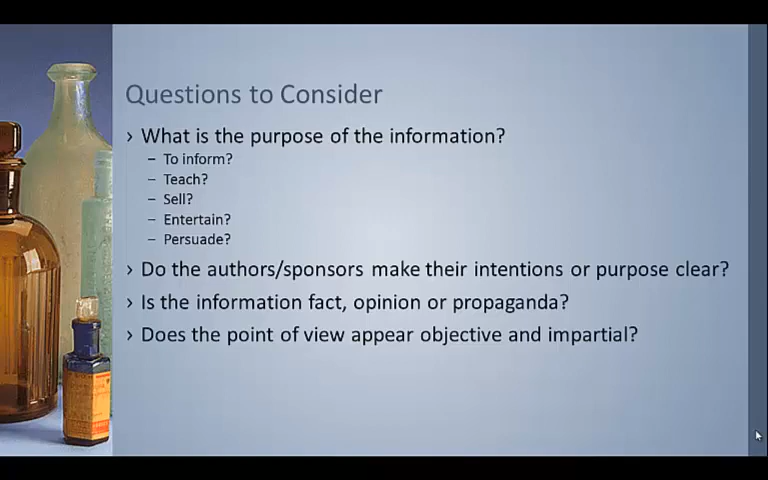 Questions to Consider
› What is the purpose of the information?
– To inform?
– Teach?
– Sell?
– Entertain?
– Persuade?
› Do the authors/sponsors make their intentions or purpose clear?
› Is the information fact, opinion or propaganda?
› Does the point of view appear objective and impartial?